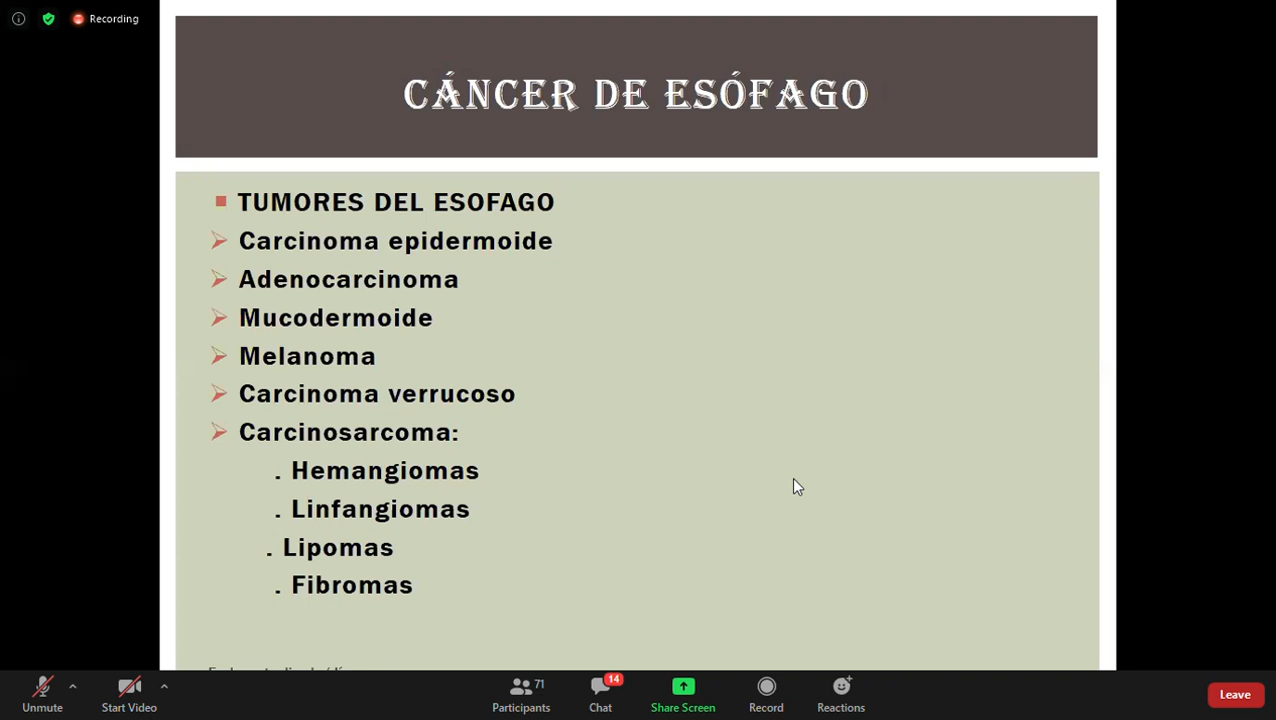 Recording
CÁNCER DE ESÓFAGO
TUMORES DEL ESOFAGO
Carcinoma epidermoide
Adenocarcinoma
Mucodermoide
Melanoma
Carcinoma verrucoso
Carcinosarcoma:
. Hemangiomas
. Linfangiomas
. Lipomas
. Fibromas
71
14
Unmute
Start Video
Participants
Chat
Share Screen
Record
Reactions
Leave